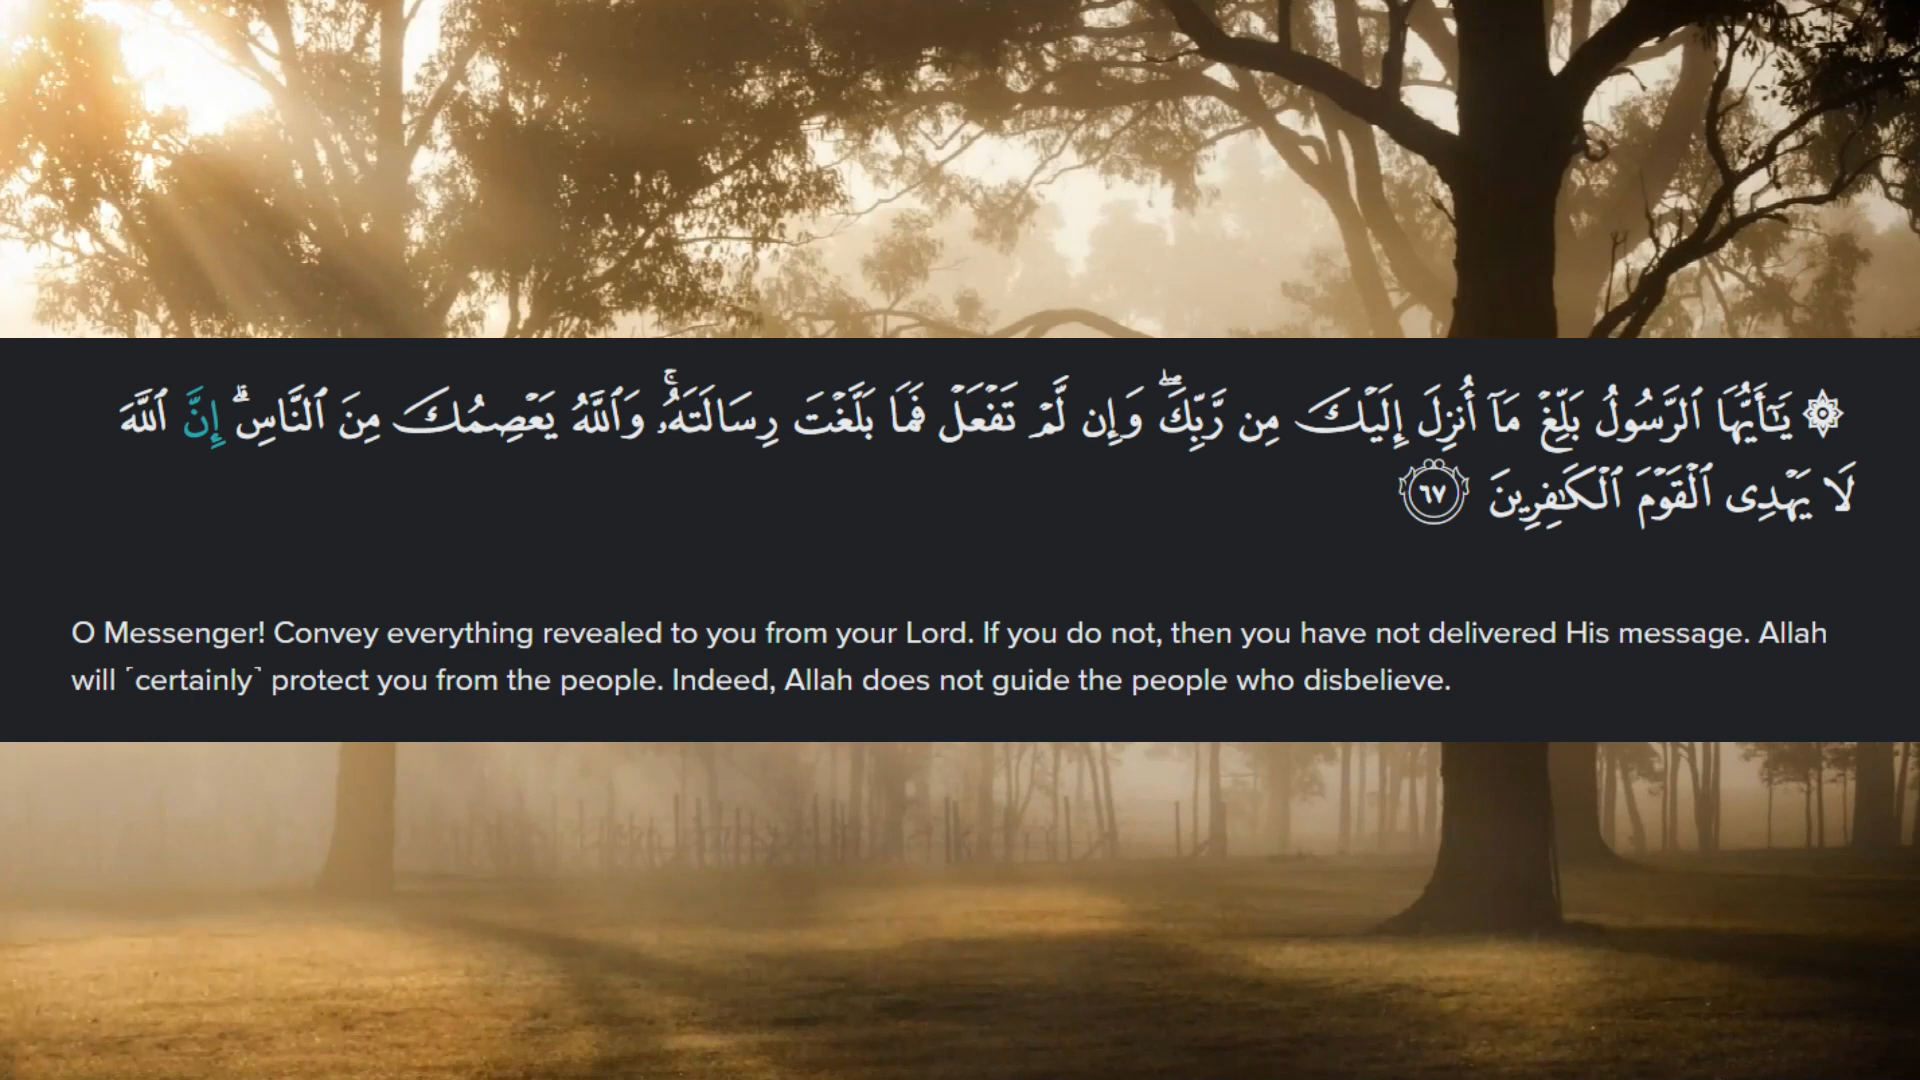 ۞ يَـٰٓأَيُّهَا ٱلرَّسُولُ بَلِّغْ مَآ أُنزِلَ إِلَيْكَ مِن رَّبِّكَ ۖ وَإِن لَّمْ تَفْعَلْ فَمَا بَلَّغْتَ رِسَالَتَهُۥ ۚ وَٱللَّهُ يَعْصِمُكَ مِنَ ٱلنَّاسِ ۗ إِنَّ ٱللَّهَ
لَا يَهْدِى ٱلْقَوْمَ ٱلْكَـٰفِرِينَ ٦٧
O Messenger! Convey everything revealed to you from your Lord. If you do not, then you have not delivered His message. Allah
will ˹certainly˺ protect you from the people. Indeed, Allah does not guide the people who disbelieve.